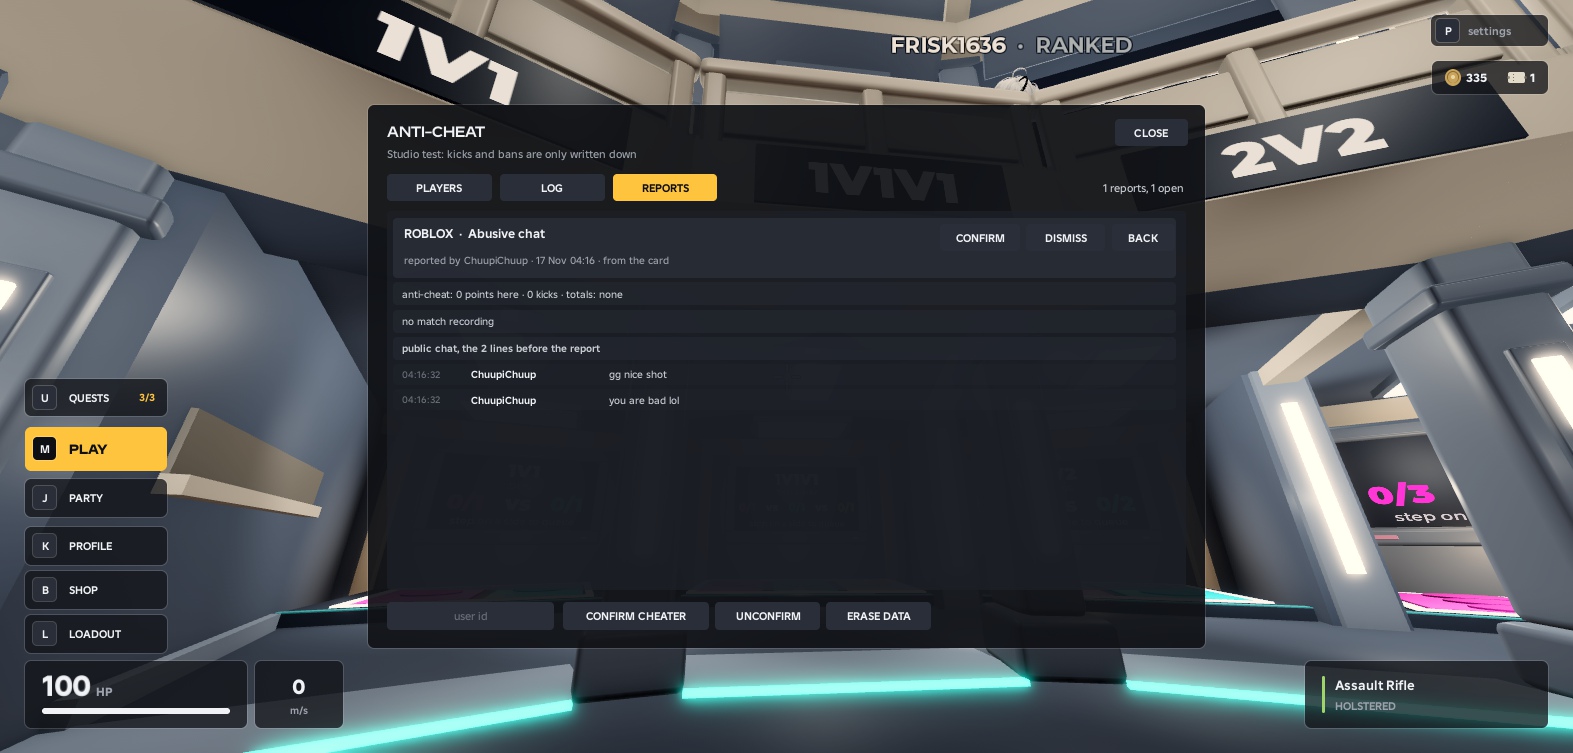 1V1
FRISK1636 · RANKED
P settings
335 1
2V2
ANTI-CHEAT
CLOSE
Studio test: kicks and bans are only written down
PLAYERS LOG REPORTS
1 reports, 1 open
1V1V1
ROBLOX · Abusive chat
CONFIRM DISMISS BACK
reported by ChuupiChuup · 17 Nov 04:16 · from the card
anti-cheat: 0 points here · 0 kicks · totals: none
no match recording
public chat, the 2 lines before the report
04:16:32 ChuupiChuup gg nice shot
04:16:32 ChuupiChuup you are bad lol
U QUESTS 3/3
M PLAY
J PARTY
K PROFILE
B SHOP
L LOADOUT
0/3
step on
user id CONFIRM CHEATER UNCONFIRM ERASE DATA
100 HP
0
m/s
Assault Rifle
HOLSTERED